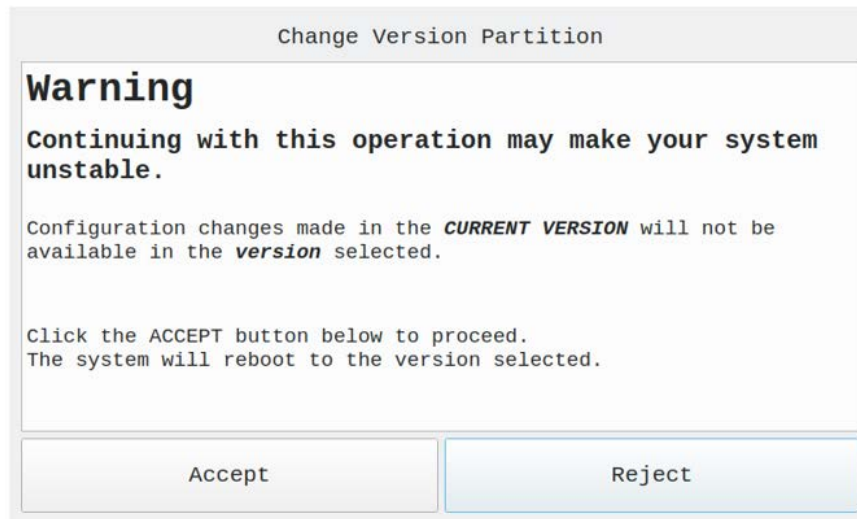 Change Version Partition
Warning
Continuing with this operation may make your system
unstable.
Configuration changes made in the CURRENT VERSION will not be
available in the version selected.
Click the ACCEPT button below to proceed.
The system will reboot to the version selected.
Accept
Reject